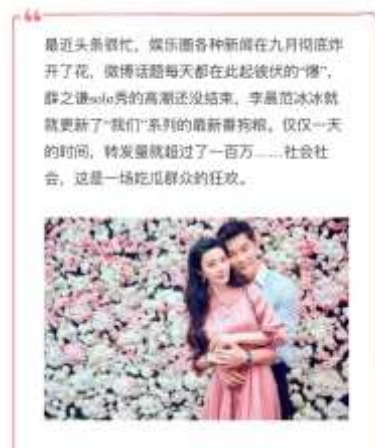 最近头条很忙，娱乐圈各种新闻在九月彻底炸
开了花，微博话题每天都在此起彼伏的“爆”，
薛之谦solo秀的高潮还没结束，李晨范冰冰就
就更新了“我们”系列的最新番狗粮。仅仅一天
的时间，转发量就超过了一百万……社会社
会，这是一场吃瓜群众的狂欢。